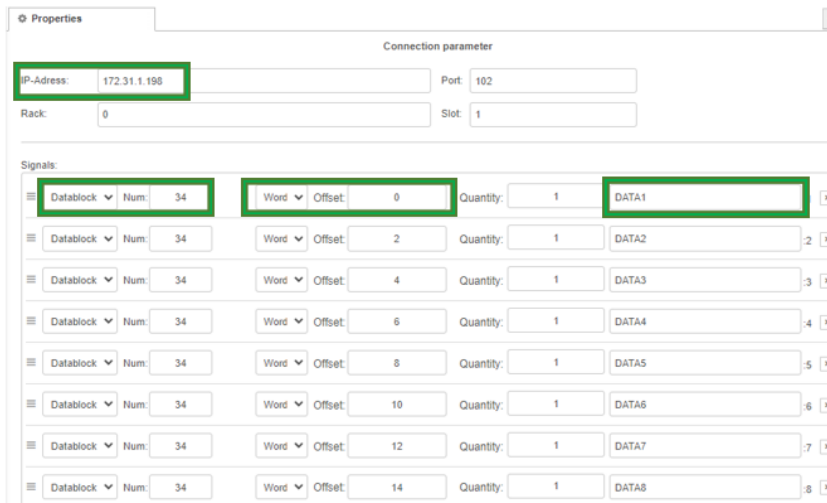 Properties
Connection parameter
IP-Adress: 172.31.1.198 Port: 102
Rack: 0 Slot: 1
Signals:
Datablock Num: 34 Word Offset: 0 Quantity: 1 DATA1
Datablock Num: 34 Word Offset: 2 Quantity: 1 DATA2 :2
Datablock Num: 34 Word Offset: 4 Quantity: 1 DATA3 :3
Datablock Num: 34 Word Offset: 6 Quantity: 1 DATA4 :4
Datablock Num: 34 Word Offset: 8 Quantity: 1 DATA5 :5
Datablock Num: 34 Word Offset: 10 Quantity: 1 DATA6 :6
Datablock Num: 34 Word Offset: 12 Quantity: 1 DATA7 :7
Datablock Num: 34 Word Offset: 14 Quantity: 1 DATA8 :8